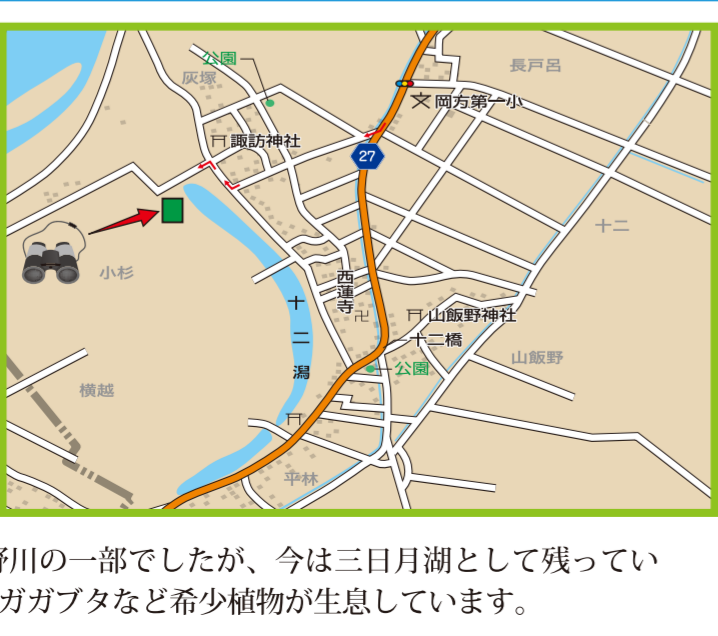 公園
灰塚
長戸呂
岡方第一小
諏訪神社
27
十二
小杉
西蓮寺
十二潟
山飯野神社
十二橋
山飯野
公園
横越
平林
野川の一部でしたが、今は三日月湖として残ってい
ガガブタなど希少植物が生息しています。